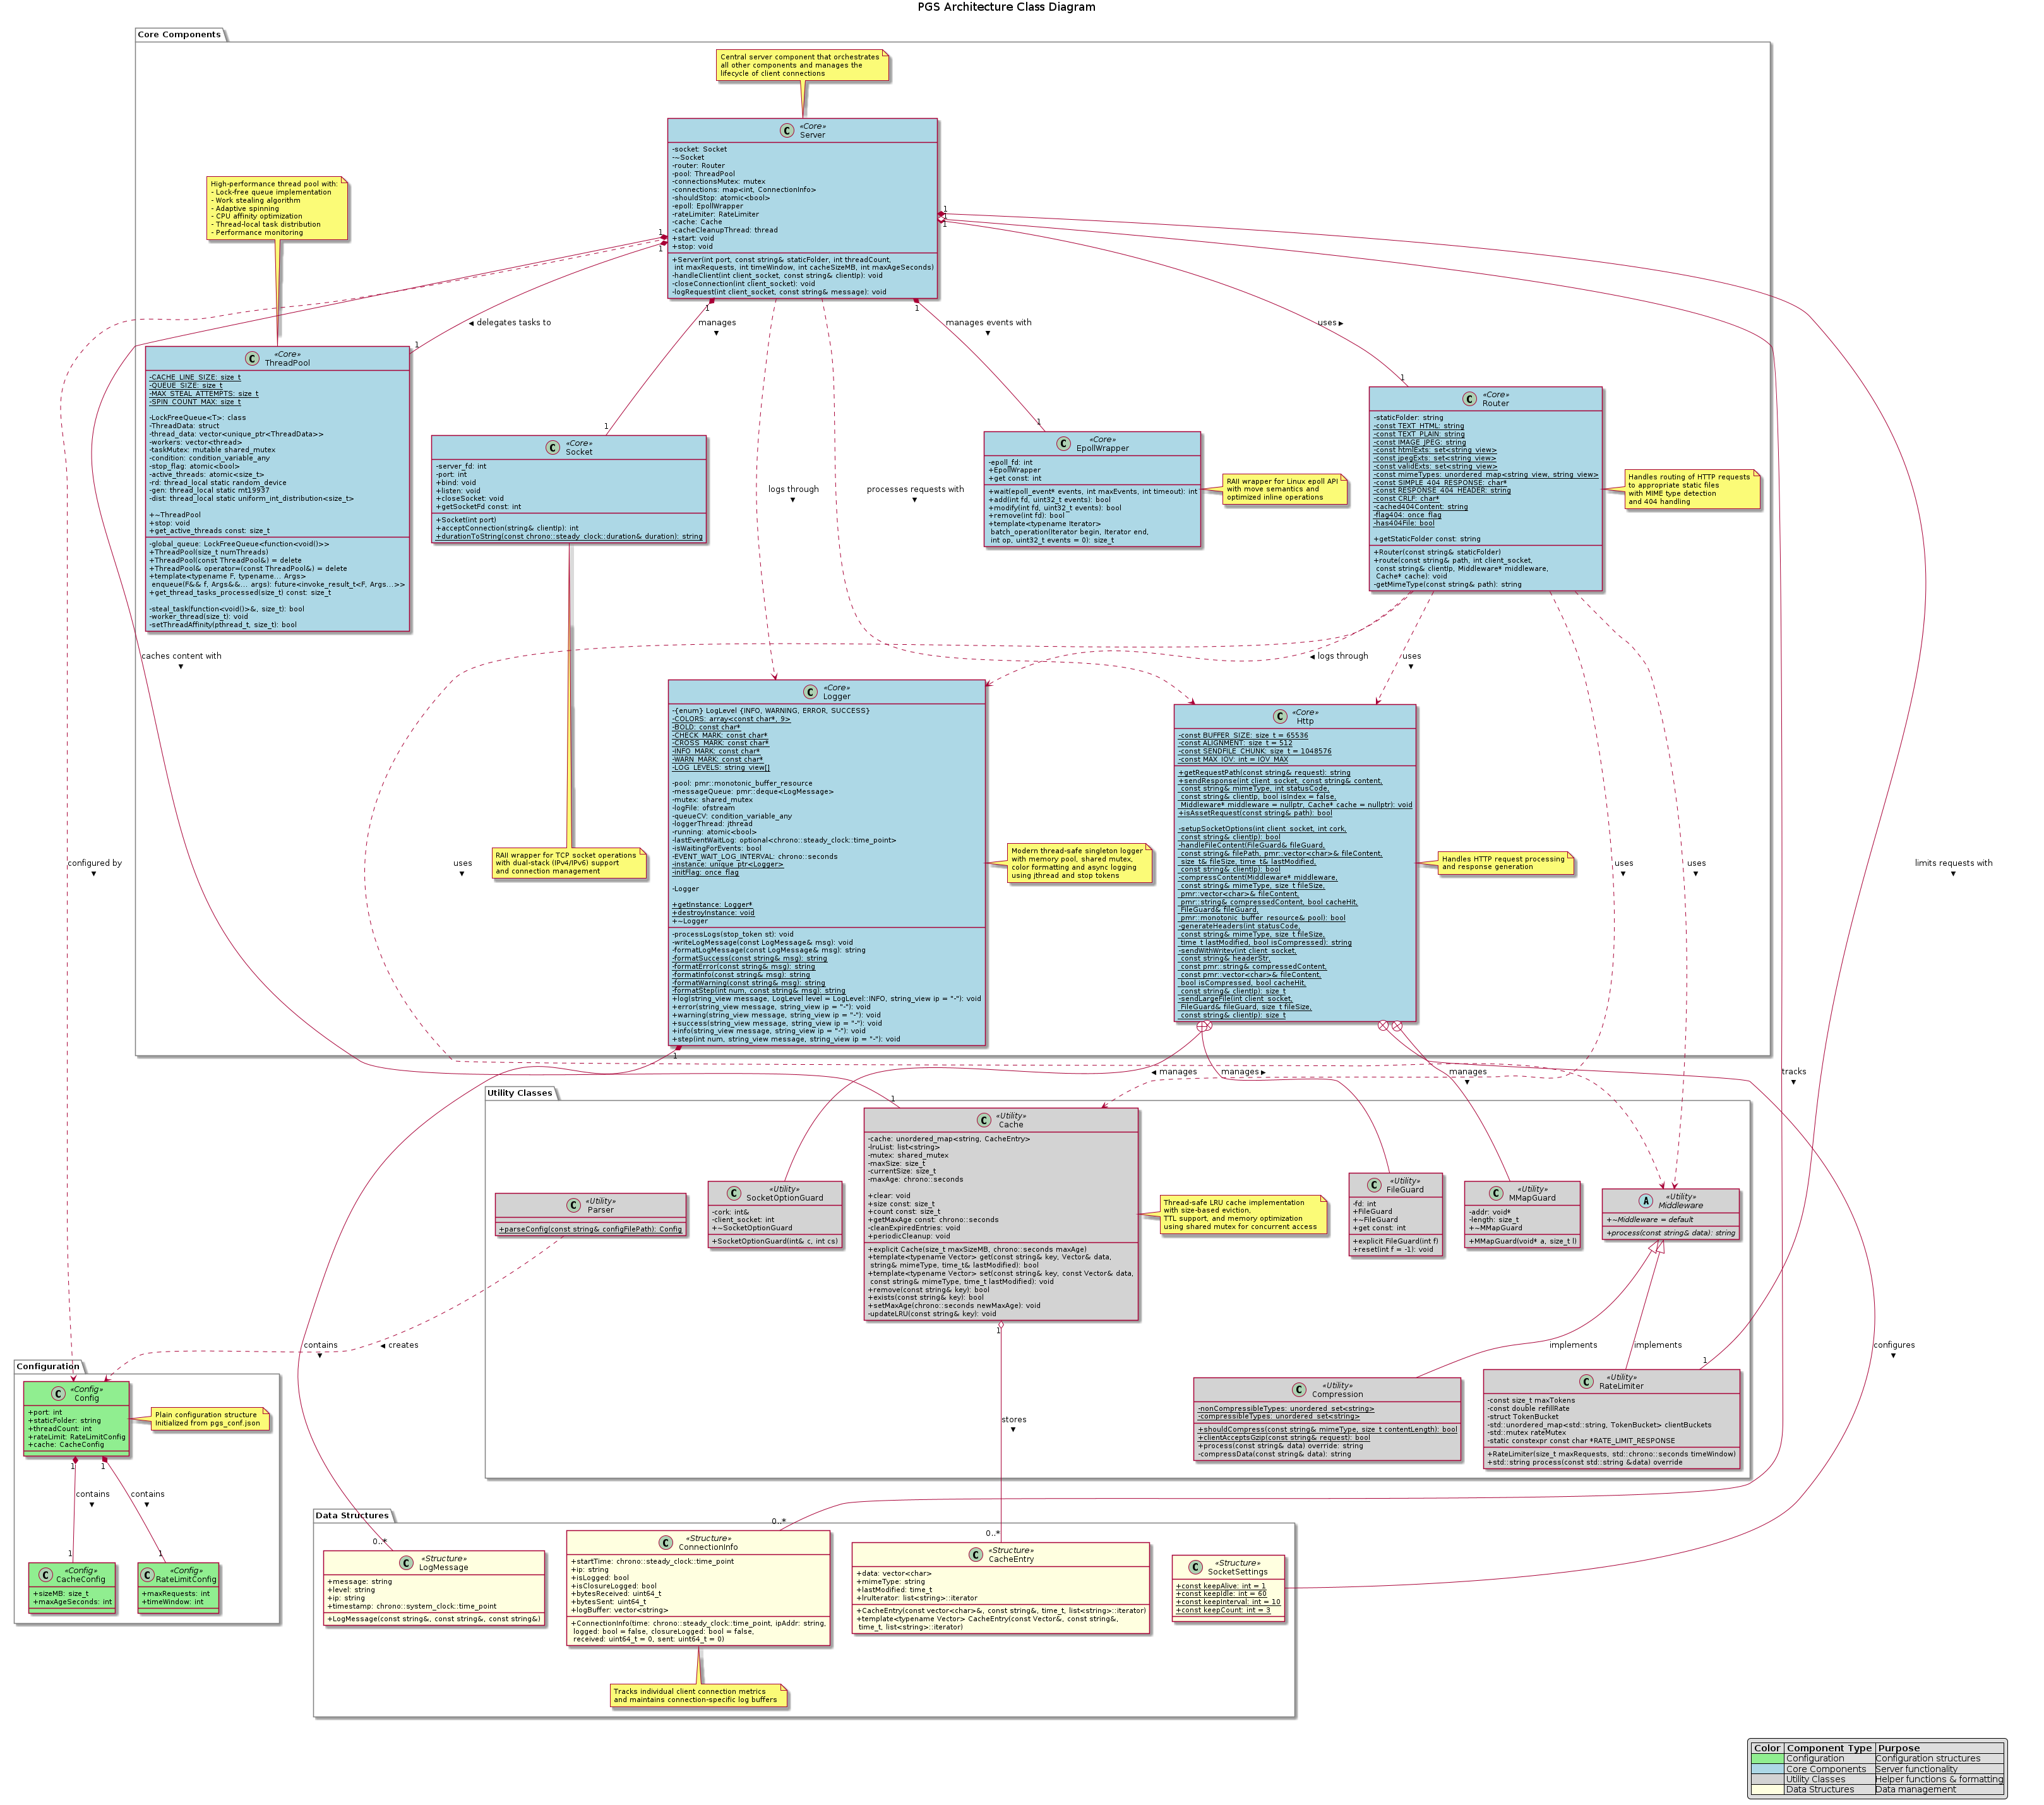 PGS Architecture Class Diagram
Core Components
Central server component that orchestrates
all other components and manages the
lifecycle of client connections
«Core»
Server
-socket: Socket
-~Socket
-router: Router
-pool: ThreadPool
-connectionsMutex: mutex
-connections: map<int, ConnectionInfo>
-shouldStop: atomic<bool>
-epoll: EpollWrapper
-rateLimiter: RateLimiter
-cache: Cache
-cacheCleanupThread: thread
+start: void
+stop: void
+Server(int port, const string& staticFolder, int threadCount,
int maxRequests, int timeWindow, int cacheSizeMB, int maxAgeSeconds)
-handleClient(int client_socket, const string& clientIp): void
-closeConnection(int client_socket): void
-logRequest(int client_socket, const string& message): void
High-performance thread pool with:
- Lock-free queue implementation
- Work stealing algorithm
- Adaptive spinning
- CPU affinity optimization
- Thread-local task distribution
- Performance monitoring
1
1
1
1
1
1
1
1
◄ delegates tasks to
manages
▼
manages events with
▼
uses ►
1
1
1
1
«Core»
ThreadPool
-CACHE_LINE_SIZE: size_t
-QUEUE_SIZE: size_t
-MAX_STEAL_ATTEMPTS: size_t
-SPIN_COUNT_MAX: size_t
-LockFreeQueue<T>: class
-ThreadData: struct
-thread_data: vector<unique_ptr<ThreadData>>
-workers: vector<thread>
-taskMutex: mutable shared_mutex
-condition: condition_variable_any
-stop_flag: atomic<bool>
-active_threads: atomic<size_t>
-rd: thread_local static random_device
-gen: thread_local static mt19937
-dist: thread_local static uniform_int_distribution<size_t>
+~ThreadPool
+stop: void
+get_active_threads const: size_t
-global_queue: LockFreeQueue<function<void()>>
+ThreadPool(size_t numThreads)
+ThreadPool(const ThreadPool&) = delete
+ThreadPool& operator=(const ThreadPool&) = delete
+template<typename F, typename... Args>
enqueue(F&& f, Args&&... args): future<invoke_result_t<F, Args...>>
+get_thread_tasks_processed(size_t) const: size_t
-steal_task(function<void()>&, size_t): bool
-worker_thread(size_t): void
-setThreadAffinity(pthread_t, size_t): bool
«Core»
Socket
-server_fd: int
-port: int
+bind: void
+listen: void
+closeSocket: void
+getSocketFd const: int
+Socket(int port)
+acceptConnection(string& clientIp): int
+durationToString(const chrono::steady_clock::duration& duration): string
logs through
▼
processes requests with
▼
«Core»
EpollWrapper
-epoll_fd: int
+EpollWrapper
+get const: int
+wait(epoll_event* events, int maxEvents, int timeout): int
+add(int fd, uint32_t events): bool
+modify(int fd, uint32_t events): bool
+remove(int fd): bool
+template<typename Iterator>
batch_operation(Iterator begin, Iterator end,
int op, uint32_t events = 0): size_t
RAII wrapper for Linux epoll API
with move semantics and
optimized inline operations
«Core»
Router
-staticFolder: string
-const TEXT_HTML: string
-const TEXT_PLAIN: string
-const IMAGE_JPEG: string
-const htmlExts: set<string_view>
-const jpegExts: set<string_view>
-const validExts: set<string_view>
-const mimeTypes: unordered_map<string_view, string_view>
-const SIMPLE_404_RESPONSE: char*
-const RESPONSE_404_HEADER: string
-const CRLF: char*
-cached404Content: string
-flag404: once_flag
-has404File: bool
+getStaticFolder const: string
+Router(const string& staticFolder)
+route(const string& path, int client_socket,
const string& clientIp, Middleware* middleware,
Cache* cache): void
-getMimeType(const string& path): string
Handles routing of HTTP requests
to appropriate static files
with MIME type detection
and 404 handling
caches content with
▼
◄ logs through
uses
▼
«Core»
Logger
-{enum} LogLevel {INFO, WARNING, ERROR, SUCCESS}
-COLORS: array<const char*, 9>
-BOLD: const char*
-CHECK_MARK: const char*
-CROSS_MARK: const char*
-INFO_MARK: const char*
-WARN_MARK: const char*
-LOG_LEVELS: string_view[]
-pool: pmr::monotonic_buffer_resource
-messageQueue: pmr::deque<LogMessage>
-mutex: shared_mutex
-logFile: ofstream
-queueCV: condition_variable_any
-loggerThread: jthread
-running: atomic<bool>
-lastEventWaitLog: optional<chrono::steady_clock::time_point>
-isWaitingForEvents: bool
-EVENT_WAIT_LOG_INTERVAL: chrono::seconds
-instance: unique_ptr<Logger>
-initFlag: once_flag
-Logger
+getInstance: Logger*
+destroyInstance: void
+~Logger
-processLogs(stop_token st): void
-writeLogMessage(const LogMessage& msg): void
-formatLogMessage(const LogMessage& msg): string
-formatSuccess(const string& msg): string
-formatError(const string& msg): string
-formatInfo(const string& msg): string
-formatWarning(const string& msg): string
-formatStep(int num, const string& msg): string
+log(string_view message, LogLevel level = LogLevel::INFO, string_view ip = "-"): void
+error(string_view message, string_view ip = "-"): void
+warning(string_view message, string_view ip = "-"): void
+success(string_view message, string_view ip = "-"): void
+info(string_view message, string_view ip = "-"): void
+step(int num, string_view message, string_view ip = "-"): void
RAII wrapper for TCP socket operations
with dual-stack (IPv4/IPv6) support
and connection management
Modern thread-safe singleton logger
with memory pool, shared mutex,
color formatting and async logging
using jthread and stop tokens
«Core»
Http
-const BUFFER_SIZE: size_t = 65536
-const ALIGNMENT: size_t = 512
-const SENDFILE_CHUNK: size_t = 1048576
-const MAX_IOV: int = IOV_MAX
+getRequestPath(const string& request): string
+sendResponse(int client_socket, const string& content,
const string& mimeType, int statusCode,
const string& clientIp, bool isIndex = false,
Middleware* middleware = nullptr, Cache* cache = nullptr): void
+isAssetRequest(const string& path): bool
-setupSocketOptions(int client_socket, int cork,
const string& clientIp): bool
-handleFileContent(FileGuard& fileGuard,
const string& filePath, pmr::vector<char>& fileContent,
size_t& fileSize, time_t& lastModified,
const string& clientIp): bool
-compressContent(Middleware* middleware,
const string& mimeType, size_t fileSize,
pmr::vector<char>& fileContent,
pmr::string& compressedContent, bool cacheHit,
FileGuard& fileGuard,
pmr::monotonic_buffer_resource& pool): bool
-generateHeaders(int statusCode,
const string& mimeType, size_t fileSize,
time_t lastModified, bool isCompressed): string
-sendWithWritev(int client_socket,
const string& headerStr,
const pmr::string& compressedContent,
const pmr::vector<char>& fileContent,
bool isCompressed, bool cacheHit,
const string& clientIp): size_t
-sendLargeFile(int client_socket,
FileGuard& fileGuard, size_t fileSize,
const string& clientIp): size_t
Handles HTTP request processing
and response generation
configured by
▼
uses
▼
uses
▼
uses
▼
limits requests with
▼
1
◄ manages
manages ►
manages
▼
tracks
▼
Utility Classes
1
«Utility»
Parser
+parseConfig(const string& configFilePath): Config
«Utility»
SocketOptionGuard
-cork: int&
-client_socket: int
+~SocketOptionGuard
+SocketOptionGuard(int& c, int cs)
«Utility»
Cache
-cache: unordered_map<string, CacheEntry>
-lruList: list<string>
-mutex: shared_mutex
-maxSize: size_t
-currentSize: size_t
-maxAge: chrono::seconds
+clear: void
+size const: size_t
+count const: size_t
+getMaxAge const: chrono::seconds
-cleanExpiredEntries: void
+periodicCleanup: void
+explicit Cache(size_t maxSizeMB, chrono::seconds maxAge)
+template<typename Vector> get(const string& key, Vector& data,
string& mimeType, time_t& lastModified): bool
+template<typename Vector> set(const string& key, const Vector& data,
const string& mimeType, time_t lastModified): void
+remove(const string& key): bool
+exists(const string& key): bool
+setMaxAge(chrono::seconds newMaxAge): void
-updateLRU(const string& key): void
Thread-safe LRU cache implementation
with size-based eviction,
TTL support, and memory optimization
using shared mutex for concurrent access
«Utility»
FileGuard
-fd: int
+FileGuard
+~FileGuard
+get const: int
+explicit FileGuard(int f)
+reset(int f = -1): void
«Utility»
MMapGuard
-addr: void*
-length: size_t
+~MMapGuard
+MMapGuard(void* a, size_t l)
«Utility»
Middleware
+~Middleware = default
+process(const string& data): string
1
contains
▼
◄ creates
implements
implements
1
configures
▼
«Utility»
Compression
-nonCompressibleTypes: unordered_set<string>
-compressibleTypes: unordered_set<string>
+shouldCompress(const string& mimeType, size_t contentLength): bool
+clientAcceptsGzip(const string& request): bool
+process(const string& data) override: string
-compressData(const string& data): string
«Utility»
RateLimiter
-const size_t maxTokens
-const double refillRate
-struct TokenBucket
-std::unordered_map<std::string, TokenBucket> clientBuckets
-std::mutex rateMutex
-static constexpr const char *RATE_LIMIT_RESPONSE
+RateLimiter(size_t maxRequests, std::chrono::seconds timeWindow)
+std::string process(const std::string &data) override
Configuration
«Config»
Config
+port: int
+staticFolder: string
+threadCount: int
+rateLimit: RateLimitConfig
+cache: CacheConfig
Plain configuration structure
Initialized from pgs_conf.json
1
1
contains
▼
contains
▼
1
1
stores
▼
«Config»
CacheConfig
+sizeMB: size_t
+maxAgeSeconds: int
«Config»
RateLimitConfig
+maxRequests: int
+timeWindow: int
Data Structures
0..*
0..*
0..*
«Structure»
LogMessage
+message: string
+level: string
+ip: string
+timestamp: chrono::system_clock::time_point
+LogMessage(const string&, const string&, const string&)
«Structure»
ConnectionInfo
+startTime: chrono::steady_clock::time_point
+ip: string
+isLogged: bool
+isClosureLogged: bool
+bytesReceived: uint64_t
+bytesSent: uint64_t
+logBuffer: vector<string>
+ConnectionInfo(time: chrono::steady_clock::time_point, ipAddr: string,
logged: bool = false, closureLogged: bool = false,
received: uint64_t = 0, sent: uint64_t = 0)
«Structure»
CacheEntry
+data: vector<char>
+mimeType: string
+lastModified: time_t
+lruIterator: list<string>::iterator
+CacheEntry(const vector<char>&, const string&, time_t, list<string>::iterator)
+template<typename Vector> CacheEntry(const Vector&, const string&,
time_t, list<string>::iterator)
«Structure»
SocketSettings
+const keepAlive: int = 1
+const keepIdle: int = 60
+const keepInterval: int = 10
+const keepCount: int = 3
Tracks individual client connection metrics
and maintains connection-specific log buffers
Color Component Type Purpose
Configuration Configuration structures
Core Components Server functionality
Utility Classes Helper functions & formatting
Data Structures Data management